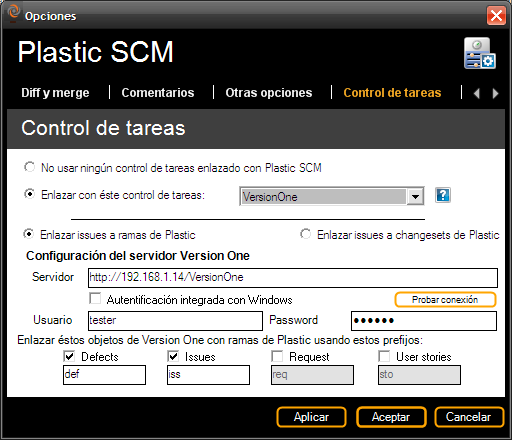 Opciones
Plastic SCM
Diff y merge Comentarios Otras opciones Control de tareas
Control de tareas
No usar ningún control de tareas enlazado con Plastic SCM
Enlazar con éste control de tareas: VersionOne
Enlazar issues a ramas de Plastic Enlazar issues a changesets de Plastic
Configuración del servidor Version One
Servidor http://192.168.1.14/VersionOne
Autentificación integrada con Windows Probar conexión
Usuario tester Password ●●●●●●
Enlazar éstos objetos de Version One con ramas de Plastic usando estos prefijos:
Defects Issues Request User stories
def iss req sto
Aplicar Aceptar Cancelar